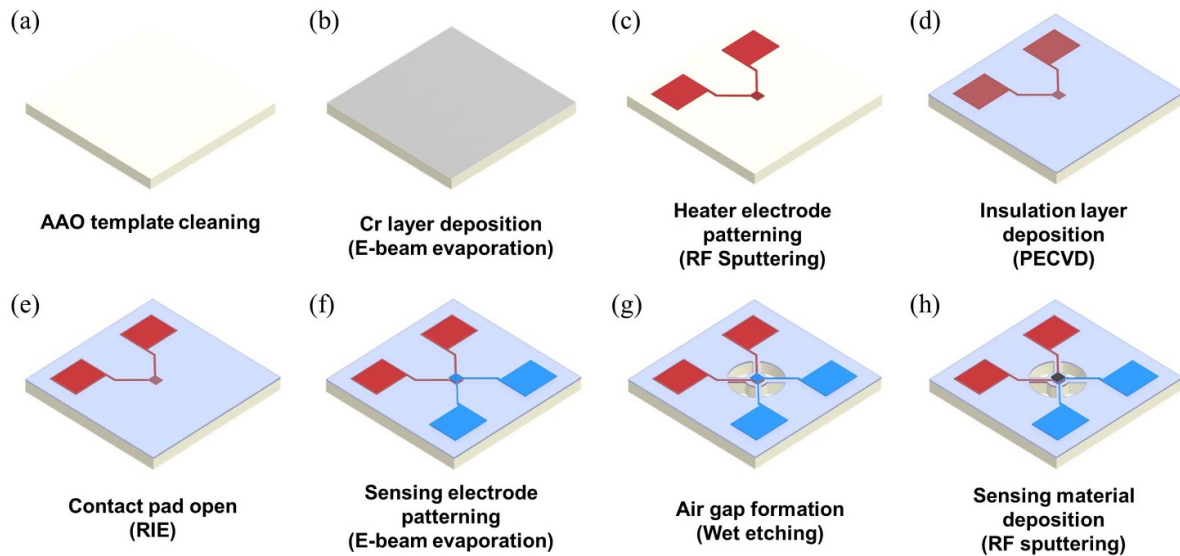 (a)
(b)
(c)
(d)
AAO template cleaning
Cr layer deposition
(E-beam evaporation)
Heater electrode
patterning
(RF Sputtering)
Insulation layer
deposition
(PECVD)
(e)
(f)
(g)
(h)
Contact pad open
(RIE)
Sensing electrode
patterning
(E-beam evaporation)
Air gap formation
(Wet etching)
Sensing material
deposition
(RF sputtering)